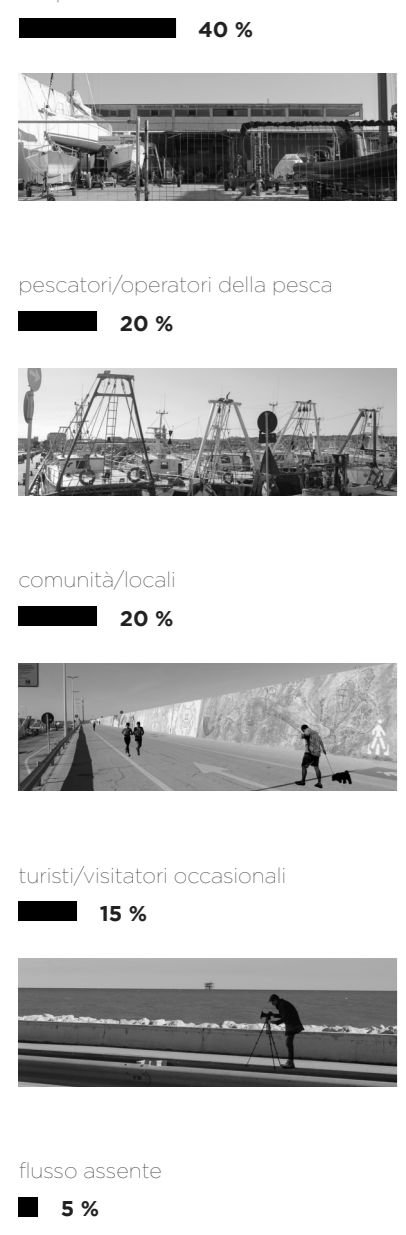 40 %
pescatori/operatori della pesca
20 %
comunità/locali
20 %
turisti/visitatori occasionali
15 %
flusso assente
5 %